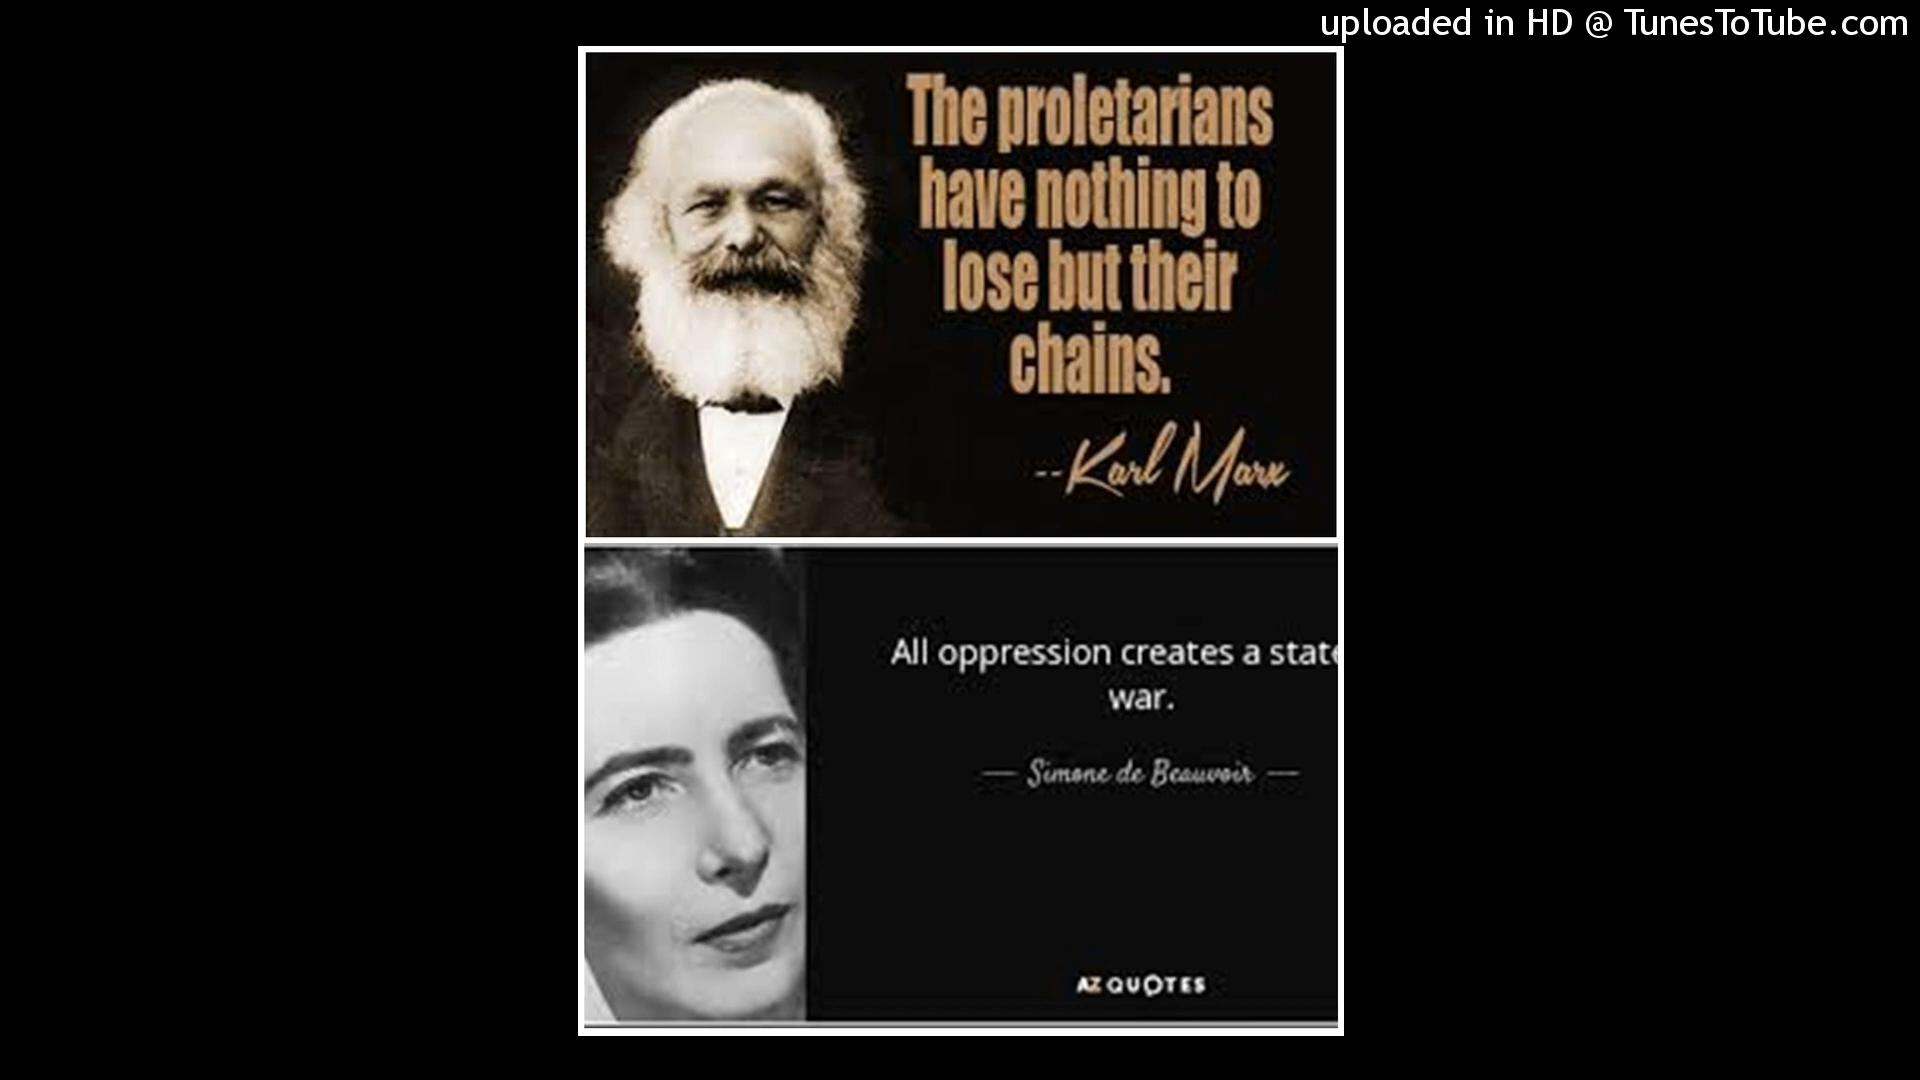 uploaded in HD @ TunesToTube.com
The proletarians
have nothing to
lose but their
chains.
--Karl Marx
All oppression creates a state
war.
— Simone de Beauvoir —
AZ QUOTES